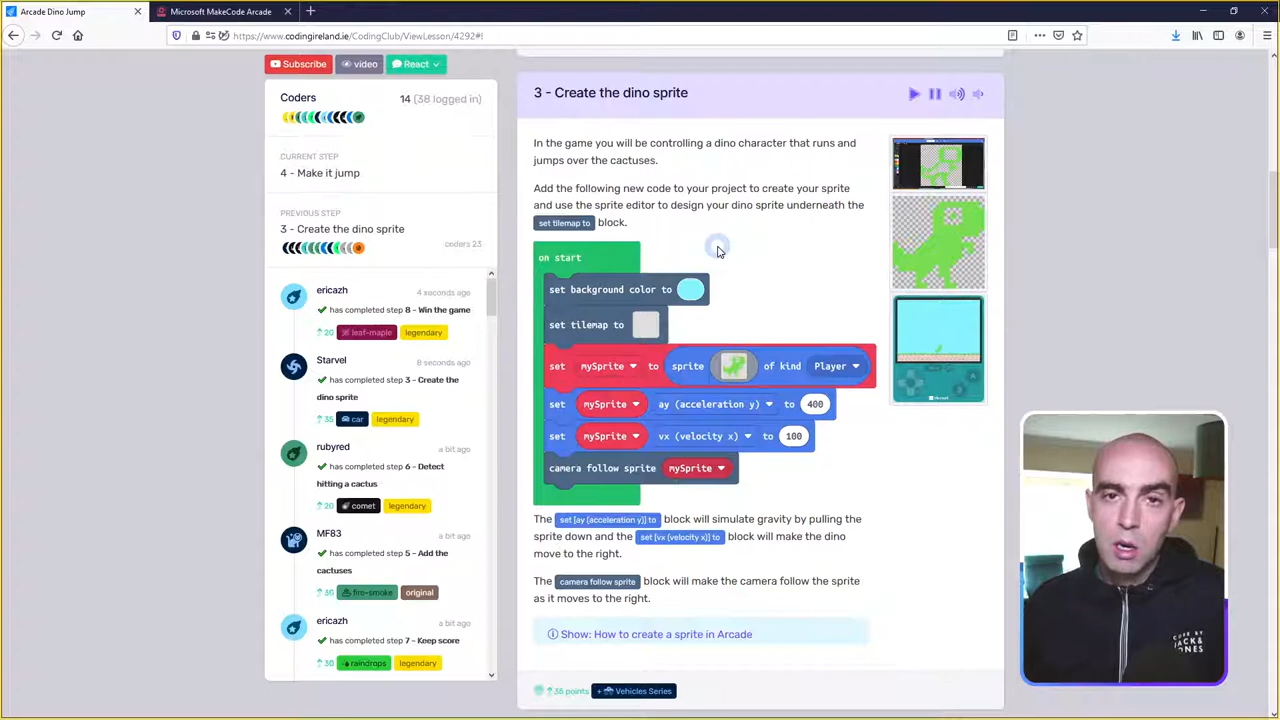 Arcade Dino Jump
Microsoft MakeCode Arcade
https://www.codingireland.ie/CodingClub/ViewLesson/4292#!
Subscribe
video
React
Coders
14 (38 logged in)
CURRENT STEP
4 - Make it jump
PREVIOUS STEP
3 - Create the dino sprite
coders 23
ericazh
4 seconds ago
has completed step 8 - Win the game
20
leaf-maple
legendary
Starvel
8 seconds ago
has completed step 3 - Create the
dino sprite
35
car
legendary
rubyred
a bit ago
has completed step 6 - Detect
hitting a cactus
20
comet
legendary
MF83
a bit ago
has completed step 5 - Add the
cactuses
30
fire-smoke
original
ericazh
a bit ago
has completed step 7 - Keep score
30
raindrops
legendary
3 - Create the dino sprite
In the game you will be controlling a dino character that runs and
jumps over the cactuses.
Add the following new code to your project to create your sprite
and use the sprite editor to design your dino sprite underneath the
set tilemap to block.
on start
set background color to
set tilemap to
set mySprite to sprite of kind Player
set mySprite ay (acceleration y) to 400
set mySprite vx (velocity x) to 100
camera follow sprite mySprite
The set [ay (acceleration y)] to block will simulate gravity by pulling the
sprite down and the set [vx (velocity x)] to block will make the dino
move to the right.
The camera follow sprite block will make the camera follow the sprite
as it moves to the right.
Show: How to create a sprite in Arcade
35 points
+ Vehicles Series
CORE BY
JACK &
JONES